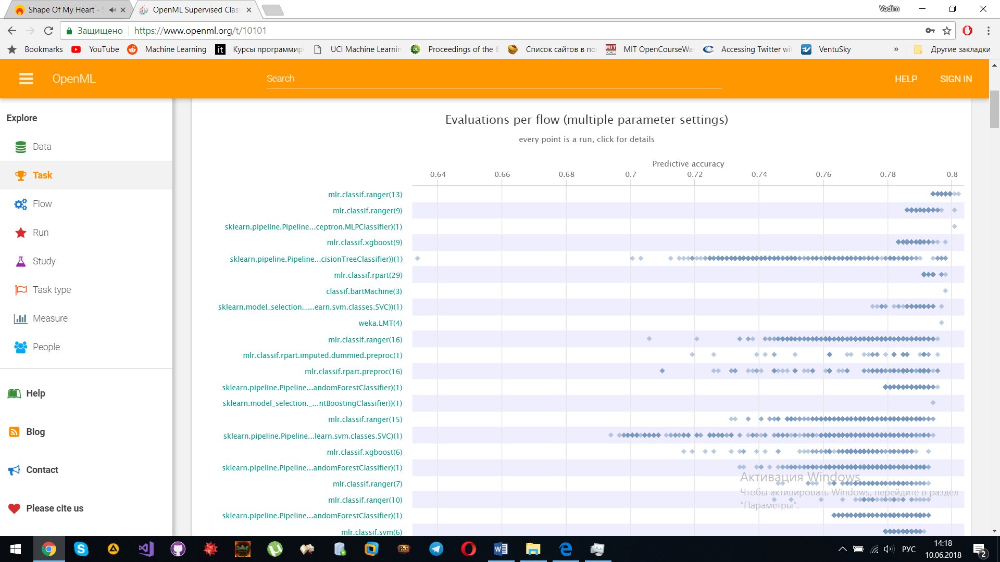 Shape Of My Heart - S
OpenML Supervised Clas
Vadim
Защищено
https://www.openml.org/t/10101
Bookmarks
YouTube
Machine Learning
Курсы программир
UCI Machine Learnin
Proceedings of the 6
Список сайтов в по
MIT OpenCourseWar
Accessing Twitter wit
VentuSky
»
Другие закладки
OpenML
Search
HELP
SIGN IN
Explore
Data
Task
Flow
Run
Study
Task type
Measure
People
Help
Blog
Contact
Please cite us
Evaluations per flow (multiple parameter settings)
every point is a run, click for details
Predictive accuracy
0.64 0.66 0.68 0.7 0.72 0.74 0.76 0.78 0.8
mlr.classif.ranger(13)
mlr.classif.ranger(9)
sklearn.pipeline.Pipeline...ceptron.MLPClassifier)(1)
mlr.classif.xgboost(9)
sklearn.pipeline.Pipeline...cisionTreeClassifier))(1)
mlr.classif.rpart(29)
classif.bartMachine(3)
sklearn.model_selection._...earn.svm.classes.SVC))(1)
weka.LMT(4)
mlr.classif.ranger(16)
mlr.classif.rpart.imputed.dummied.preproc(1)
mlr.classif.rpart.preproc(16)
sklearn.pipeline.Pipeline...andomForestClassifier)(1)
sklearn.model_selection._...ntBoostingClassifier))(1)
mlr.classif.ranger(15)
sklearn.pipeline.Pipeline...learn.svm.classes.SVC)(1)
mlr.classif.xgboost(6)
sklearn.pipeline.Pipeline...andomForestClassifier)(1)
mlr.classif.ranger(7)
mlr.classif.ranger(10)
sklearn.pipeline.Pipeline...andomForestClassifier)(1)
mlr.classif.svm(6)
Активация Windows
Чтобы активировать Windows, перейдите в раздел
"Параметры".
РУС
14:18
10.06.2018
2